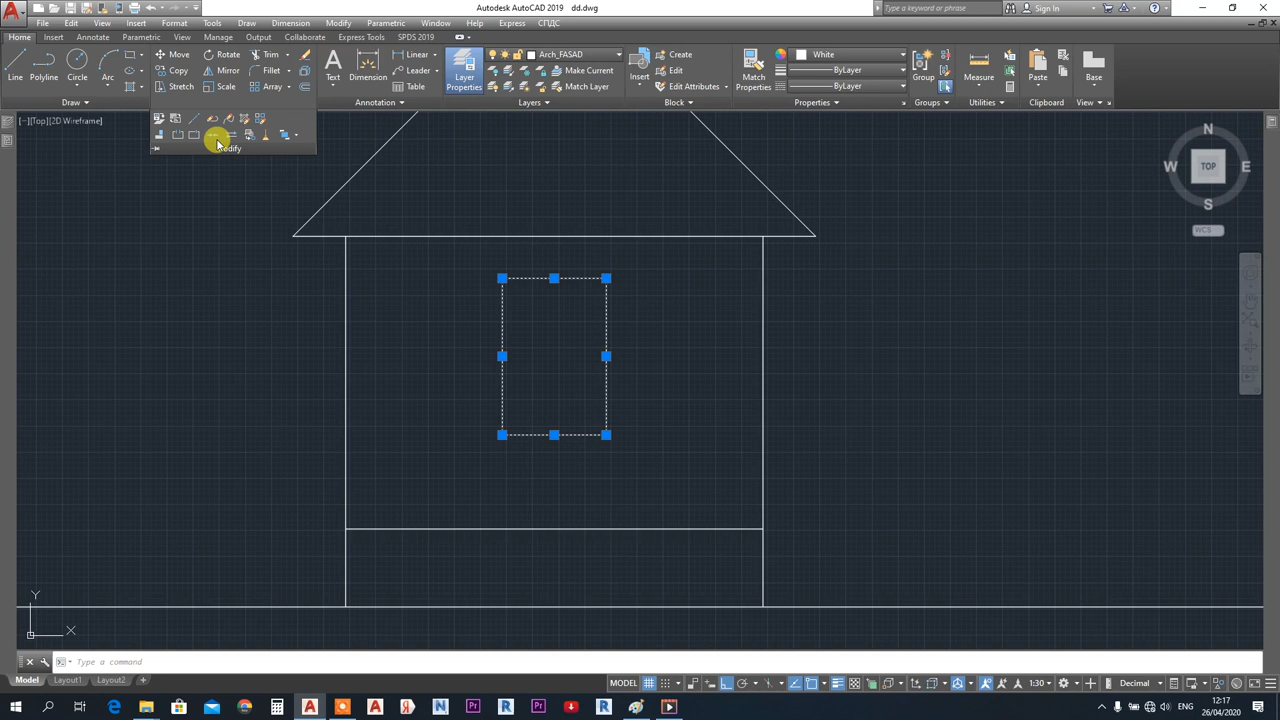 Autodesk AutoCAD 2019 dd.dwg
Type a keyword or phrase
Sign In
File Edit View Insert Format Tools Draw Dimension Modify Parametric Window Help Express СПДС
Home Insert Annotate Parametric View Manage Output Collaborate Express Tools SPDS 2019
Line Polyline Circle Arc
Move Rotate Trim
Copy Mirror Fillet
Stretch Scale Array
Text Dimension
Linear
Leader
Table
Layer
Properties
Arch_FASAD
Make Current
Match Layer
Insert
Create
Edit
Edit Attributes
Match
Properties
White
ByLayer
ByLayer
Group Measure Paste Base
Draw Annotation Layers Block Properties Groups Utilities Clipboard View
odify
[−][Top][2D Wireframe]
N
W TOP E
S
WCS
Y
X
Type a command
Model Layout1 Layout2 +
MODEL 1:30 Decimal
12:17
26/04/2020